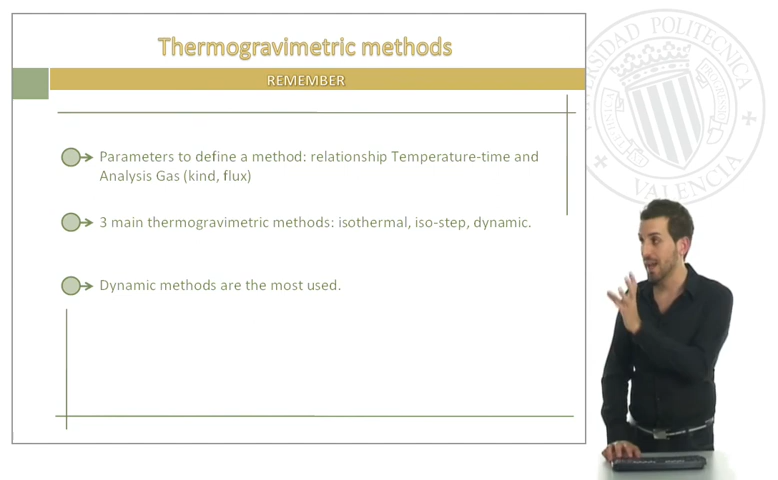 Thermogravimetric methods
REMEMBER
Parameters to define a method: relationship Temperature-time and
Analysis Gas (kind, flux)
3 main thermogravimetric methods: isothermal, iso-step, dynamic.
Dynamic methods are the most used.
UNIVERSIDAD POLITECNICA
VALENCIA